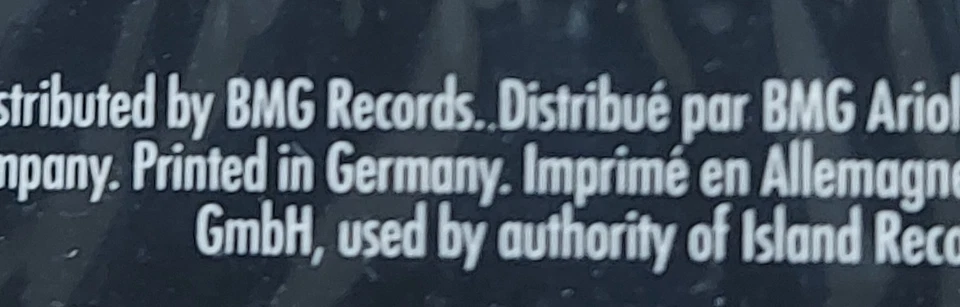 stributed by BMG Records..Distribué par BMG Ariol
mpany. Printed in Germany. Imprimé en Allemagne
GmbH, used by authority of Island Reco